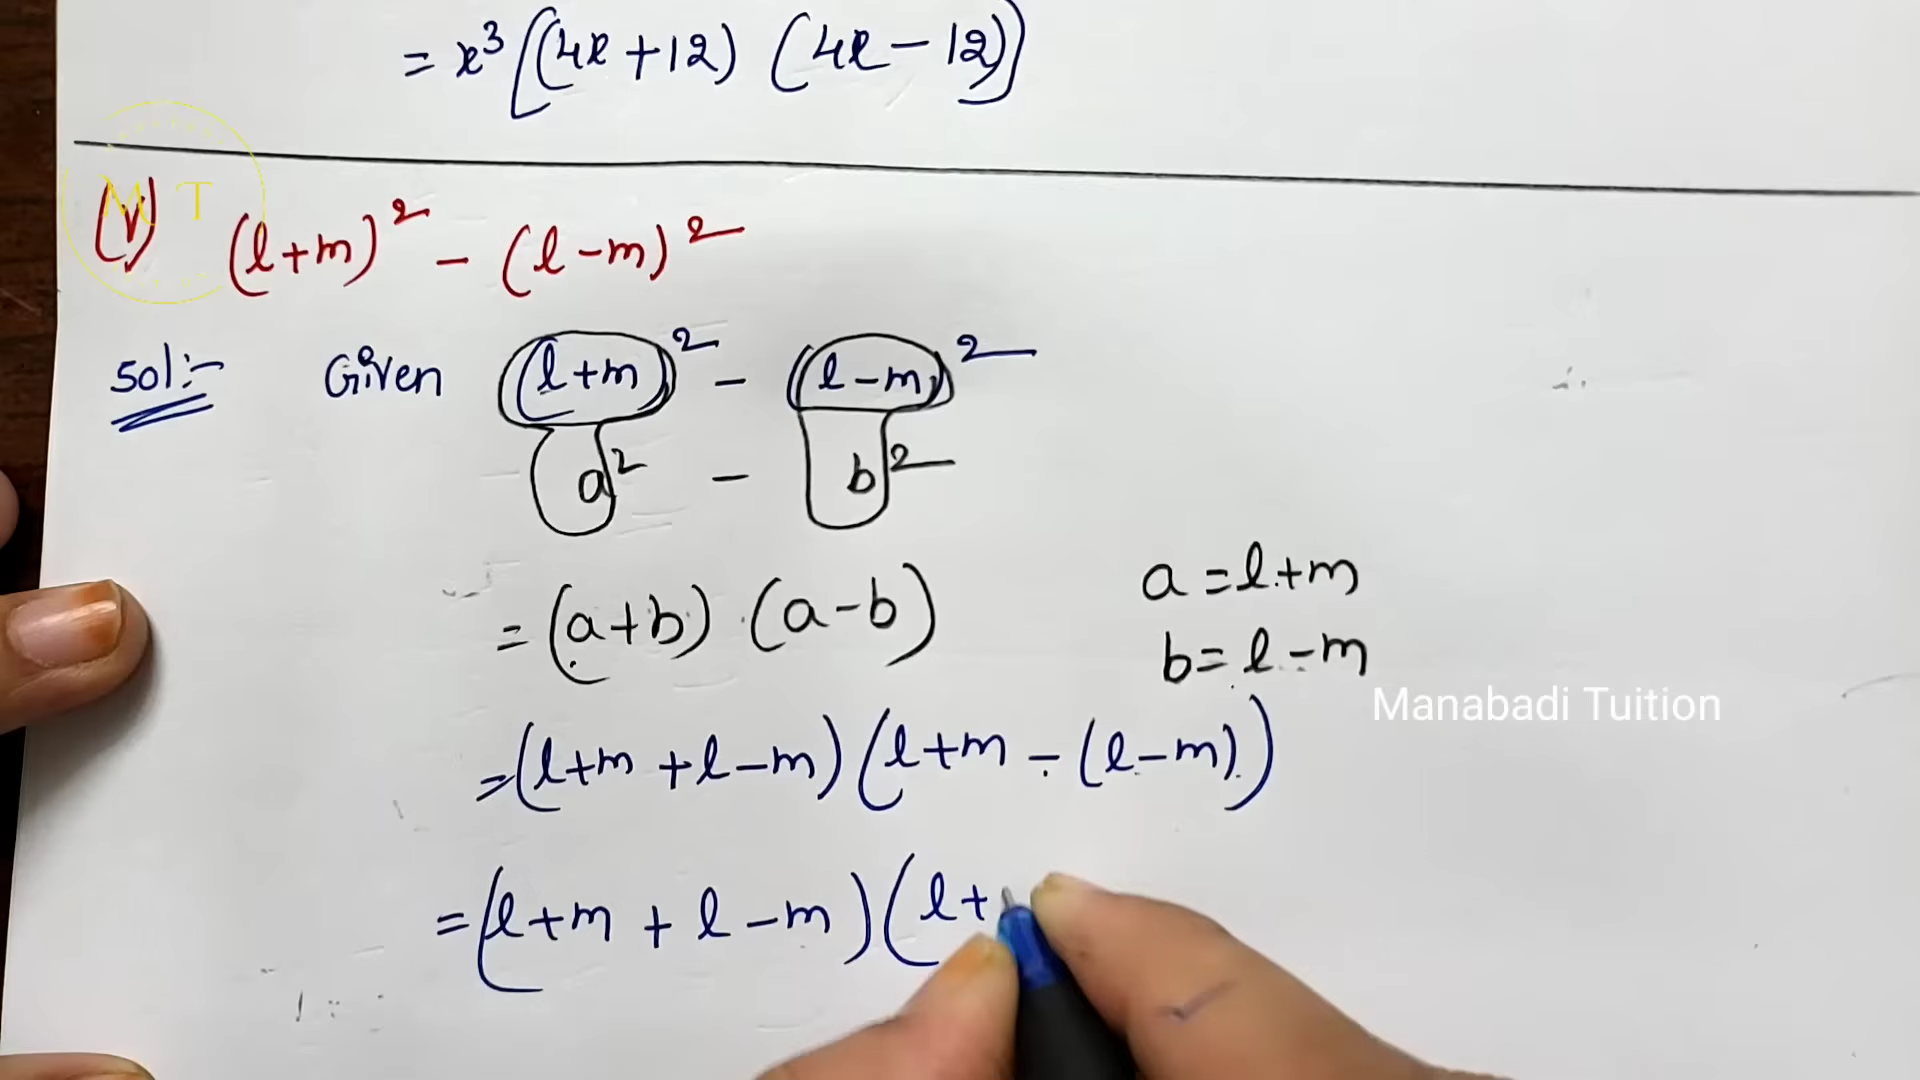 = x³ [(4x+12) (4x-12)]
M T
(v) (l+m)² - (l-m)²
Sol:- Given (l+m)² - (l-m)²
a² - b²
= (a+b) (a-b)
a = l+m
b = l-m
Manabadi Tuition
= (l+m +l-m) (l+m - (l-m))
= (l+m + l -m) (l+